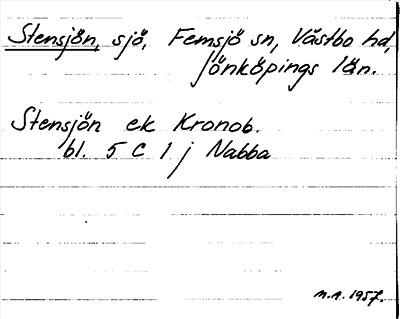 Stensjön, sjö, Femsjö sn, Västbo hd,
Jönköpings län.
Stensjön ek Kronob.
bl. 5 C 1 j Nabba
M.A. 1957.